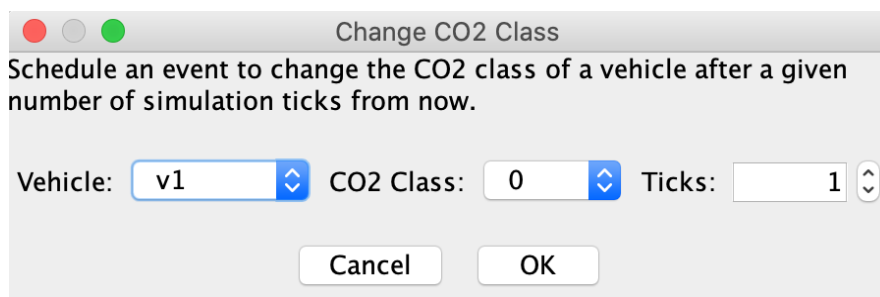 Change CO2 Class
Schedule an event to change the CO2 class of a vehicle after a given
number of simulation ticks from now.
Vehicle: v1 CO2 Class: 0 Ticks: 1
Cancel OK